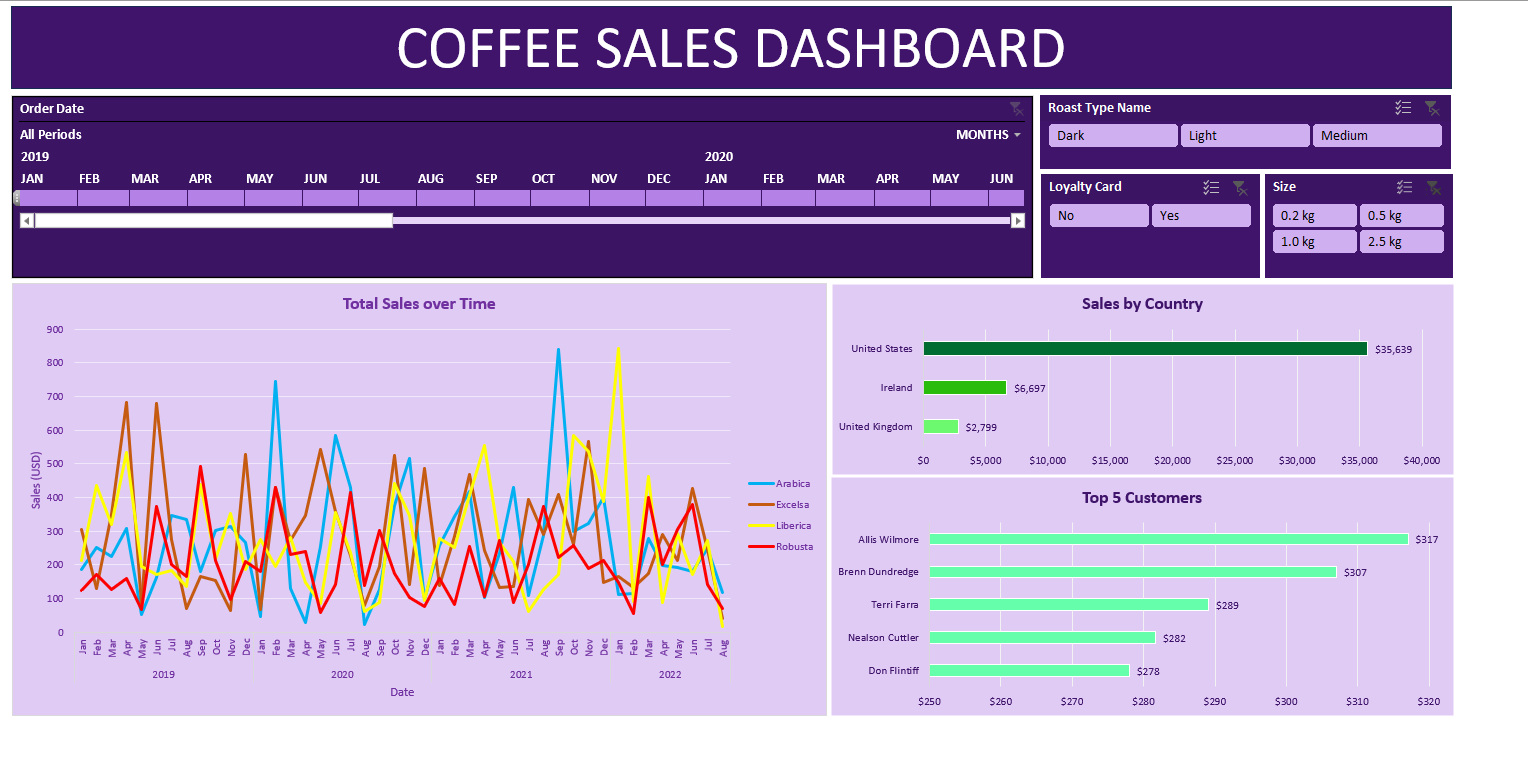 COFFEE SALES DASHBOARD
Order Date
All Periods
MONTHS
2019 2020
JAN FEB MAR APR MAY JUN JUL AUG SEP OCT NOV DEC JAN FEB MAR APR MAY JUN
Roast Type Name
Dark Light Medium
Loyalty Card
No Yes
Size
0.2 kg 0.5 kg
1.0 kg 2.5 kg
Total Sales over Time
900
800
700
600
500
400
300
200
100
0
Sales (USD)
Jan Feb Mar Apr May Jun Jul Aug Sep Oct Nov Dec Jan Feb Mar Apr May Jun Jul Aug Sep Oct Nov Dec Jan Feb Mar Apr May Jun Jul Aug Sep Oct Nov Dec Jan Feb Mar Apr May Jun Jul Aug
2019 2020 2021 2022
Date
Arabica
Excelsa
Liberica
Robusta
Sales by Country
United States $35,639
Ireland $6,697
United Kingdom $2,799
$0 $5,000 $10,000 $15,000 $20,000 $25,000 $30,000 $35,000 $40,000
Top 5 Customers
Allis Wilmore $317
Brenn Dundredge $307
Terri Farra $289
Nealson Cuttler $282
Don Flintiff $278
$250 $260 $270 $280 $290 $300 $310 $320